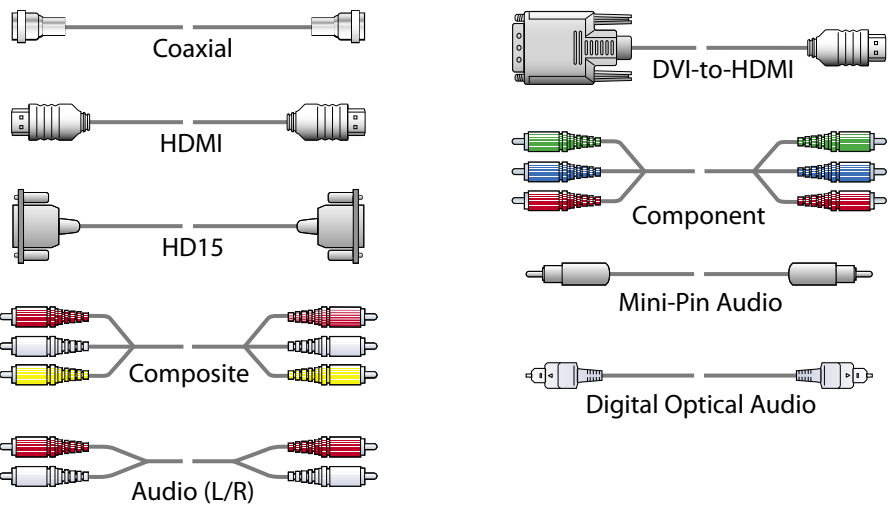 Coaxial
HDMI
HD15
Composite
Audio (L/R)
DVI-to-HDMI
Component
Mini-Pin Audio
Digital Optical Audio